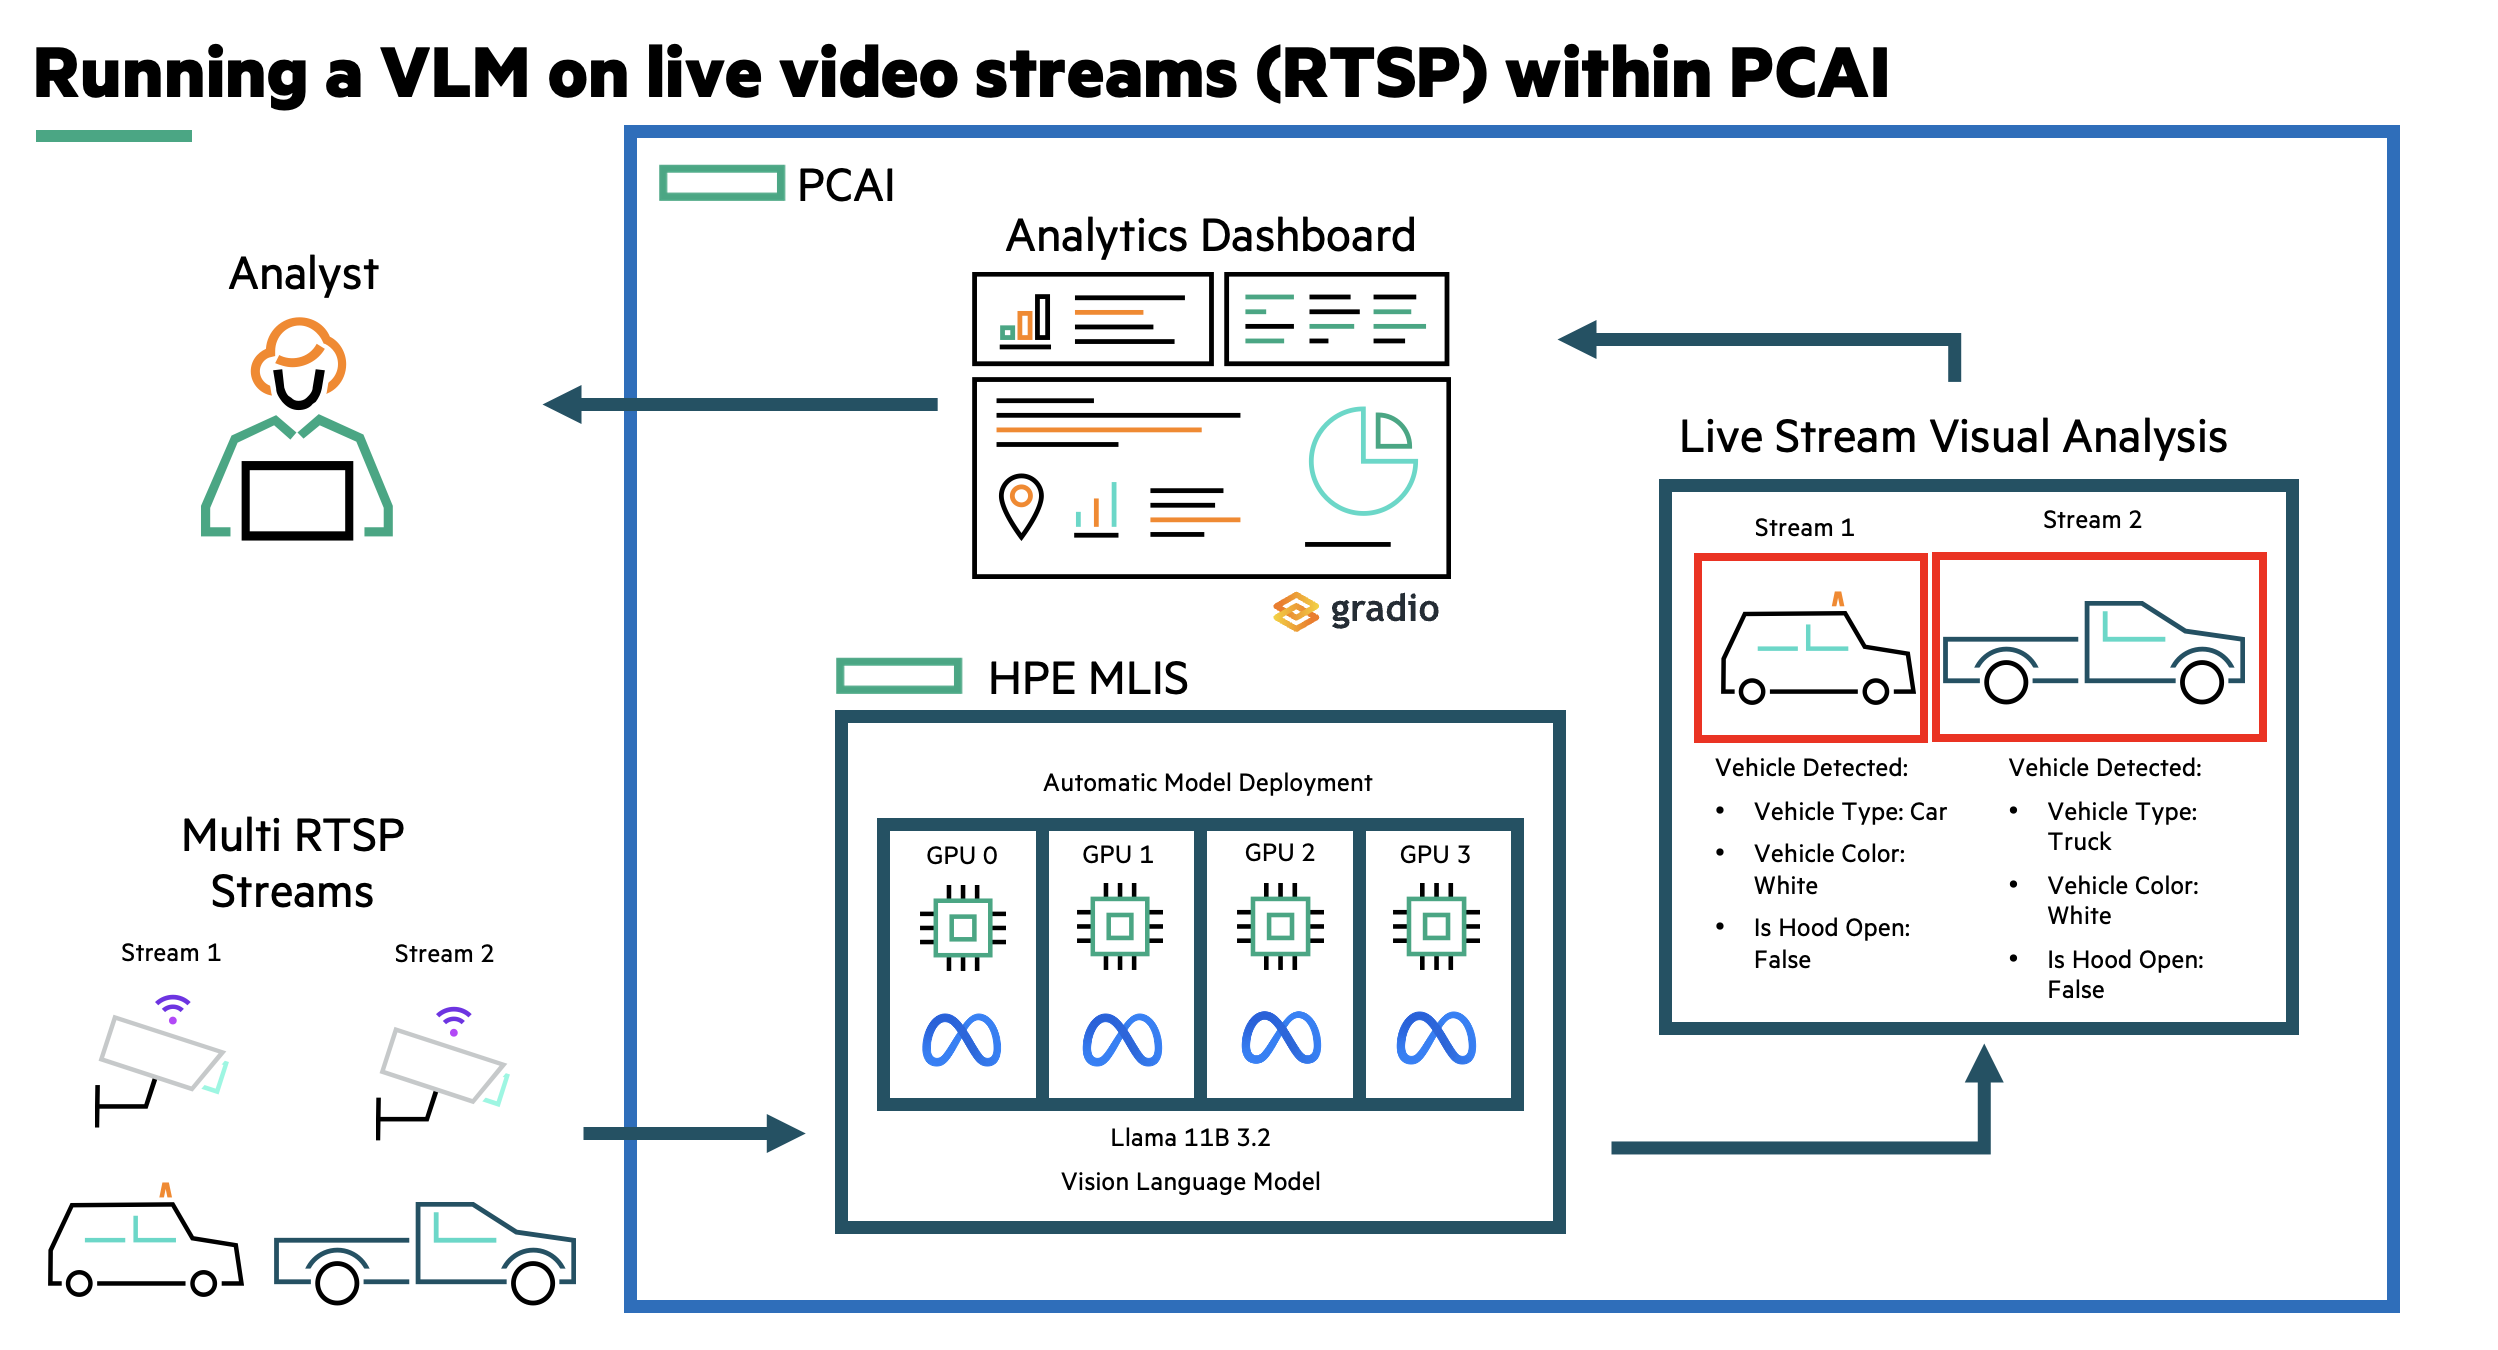 Running a VLM on live video streams (RTSP) within PCAI
PCAI
Analytics Dashboard
Analyst
gradio
HPE MLIS
Automatic Model Deployment
GPU 0
GPU 1
GPU 2
GPU 3
Llama 11B 3.2
Vision Language Model
Multi RTSP
Streams
Stream 1
Stream 2
Live Stream Visual Analysis
Stream 1
Vehicle Detected:
• Vehicle Type: Car
• Vehicle Color:
White
• Is Hood Open:
False
Stream 2
Vehicle Detected:
• Vehicle Type:
Truck
• Vehicle Color:
White
• Is Hood Open:
False